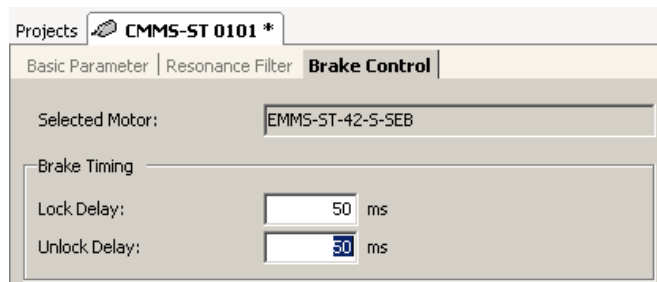 Projects CMMS-ST 0101 *
Basic Parameter Resonance Filter Brake Control
Selected Motor: EMMS-ST-42-S-SEB
Brake Timing
Lock Delay: 50 ms
Unlock Delay: 50 ms